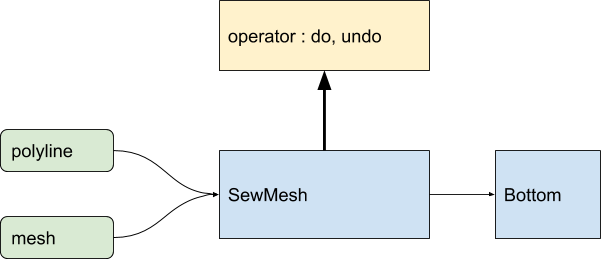 operator : do, undo
polyline
SewMesh
Bottom
mesh